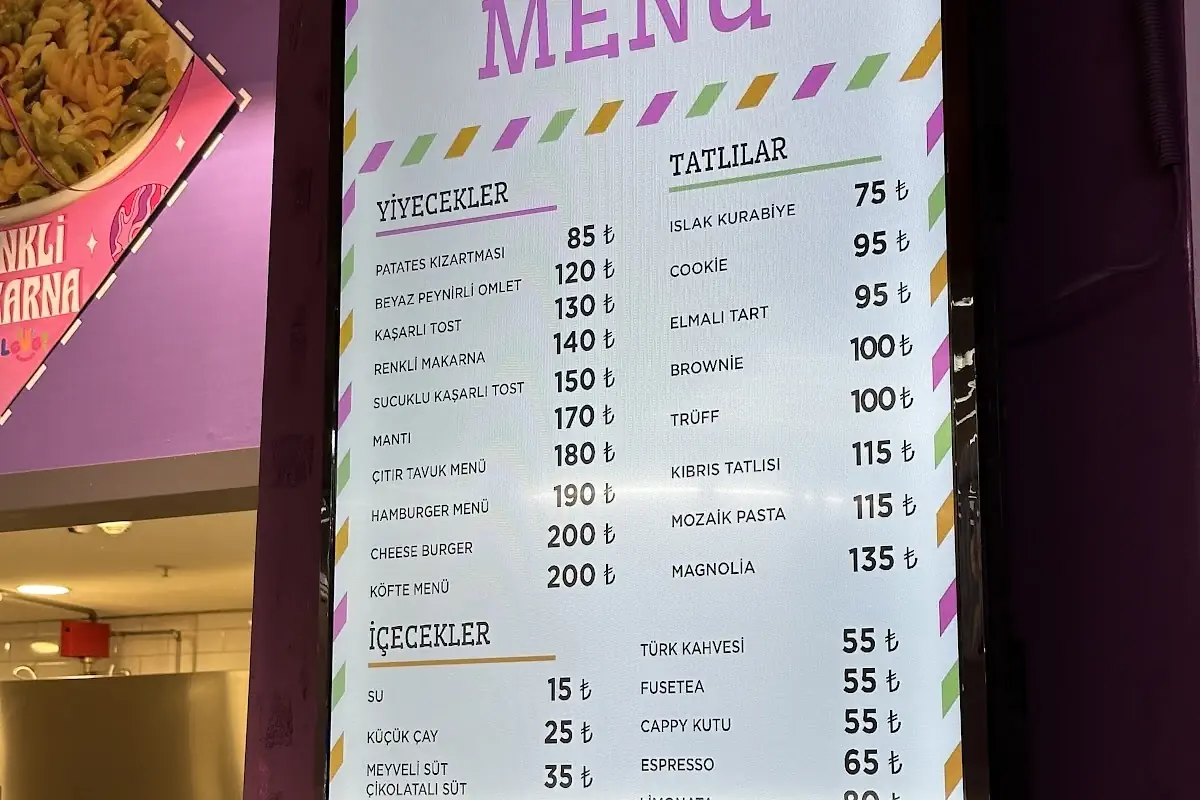 MENÜ
YİYECEKLER
PATATES KIZARTMASI 85 ₺
BEYAZ PEYNİRLİ OMLET 120 ₺
KAŞARLI TOST 130 ₺
RENKLİ MAKARNA 140 ₺
SUCUKLU KAŞARLI TOST 150 ₺
MANTI 170 ₺
ÇITIR TAVUK MENÜ 180 ₺
HAMBURGER MENÜ 190 ₺
CHEESE BURGER 200 ₺
KÖFTE MENÜ 200 ₺
TATLILAR
ISLAK KURABİYE 75 ₺
COOKİE 95 ₺
ELMALI TART 95 ₺
BROWNİE 100 ₺
TRÜFF 100 ₺
KIBRIS TATLISI 115 ₺
MOZAİK PASTA 115 ₺
MAGNOLİA 135 ₺
İÇECEKLER
SU 15 ₺
KÜÇÜK ÇAY 25 ₺
MEYVELİ SÜT
ÇİKOLATALI SÜT 35 ₺
TÜRK KAHVESİ 55 ₺
FUSETEA 55 ₺
CAPPY KUTU 55 ₺
ESPRESSO 65 ₺
NKLİ
KARNA